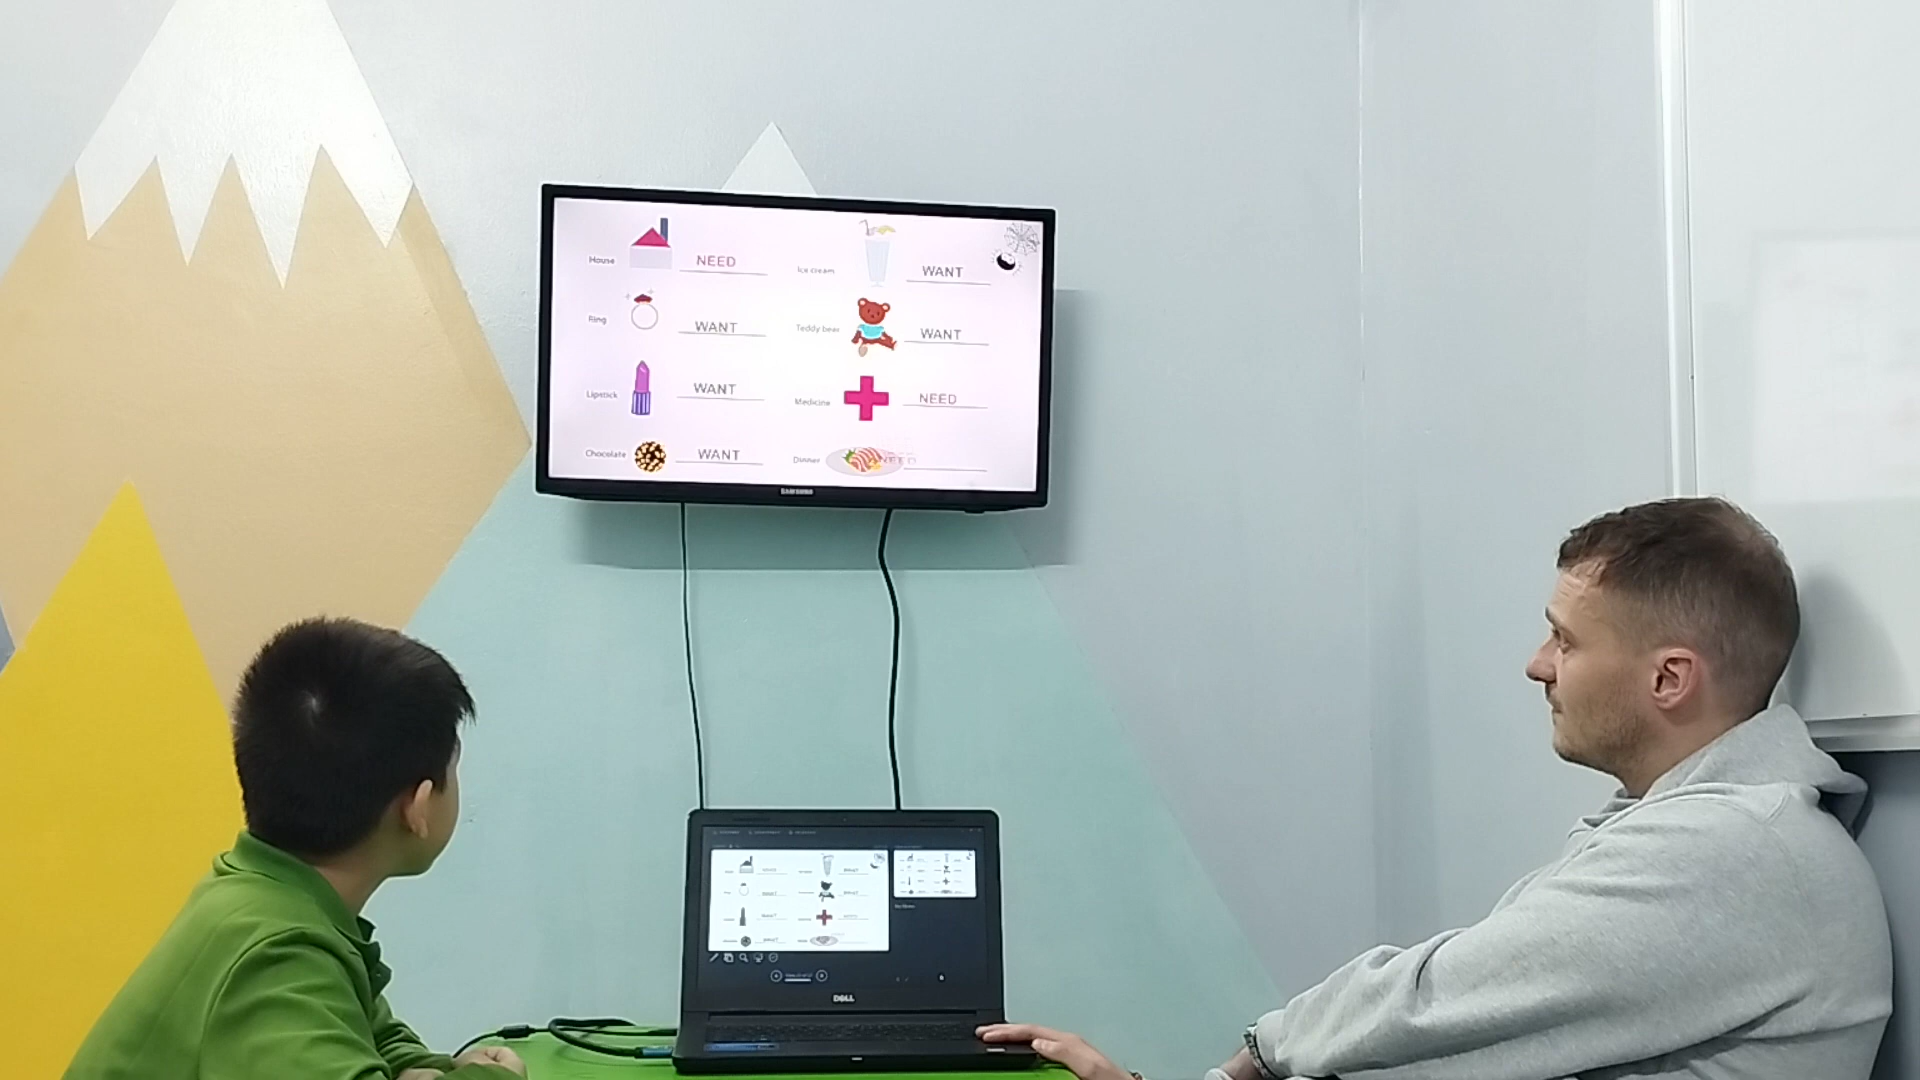 House NEED
Ice cream WANT
Ring WANT
Teddy bear WANT
Lipstick WANT
Medicine NEED
Chocolate WANT
Dinner NEED
SAMSUNG
DELL